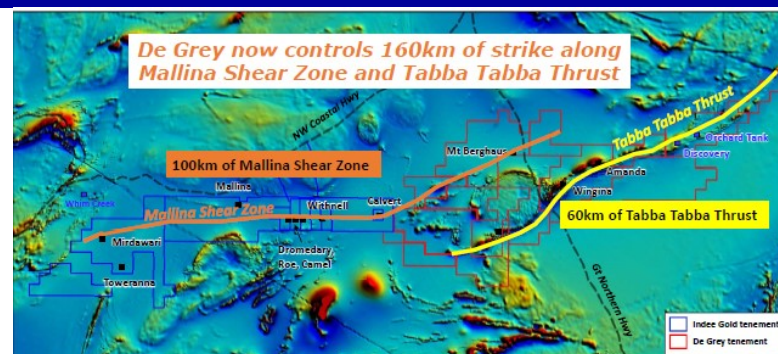 De Grey now controls 160km of strike along
Mallina Shear Zone and Tabba Tabba Thrust
NW Coastal Hwy
Tabba Tabba Thrust
Orchard Tank
Discovery
Mt Berghaus
100km of Mallina Shear Zone
Amanda
Mallina
Wingina
Whim Creek
Withnell
Calvert
Mallina Shear Zone
60km of Tabba Tabba Thrust
Mirdawari
Dromedary
Roe, Camel
Toweranna
Gt Northern Hwy
Indee Gold tenement
De Grey tenement